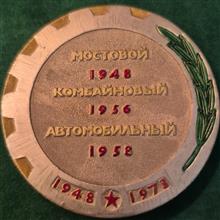 МОСТОВОЙ
1948
КОМБАЙНОВЫЙ
1956
АВТОМОБИЛЬНЫЙ
1958
1948 ★ 1973